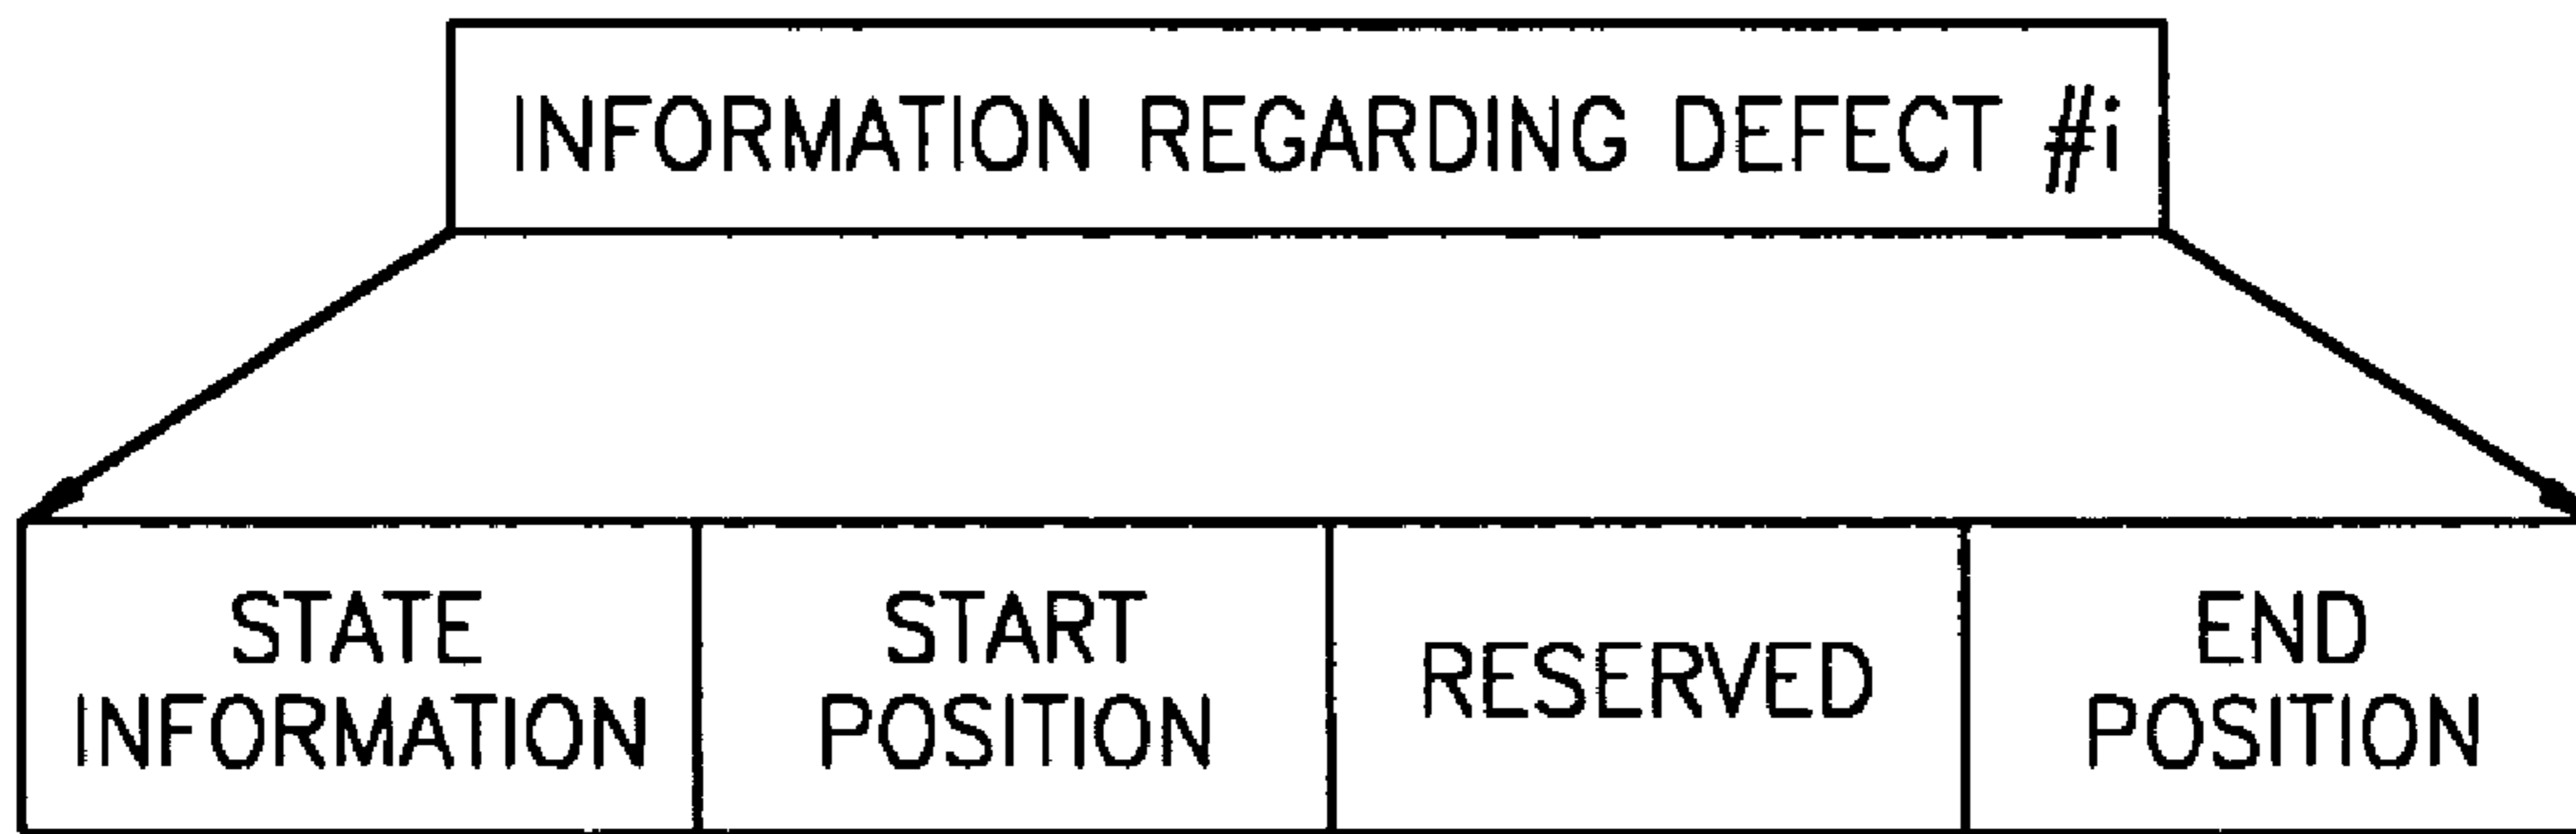 INFORMATION REGARDING DEFECT #i
STATE
INFORMATION
START
POSITION
RESERVED
END
POSITION